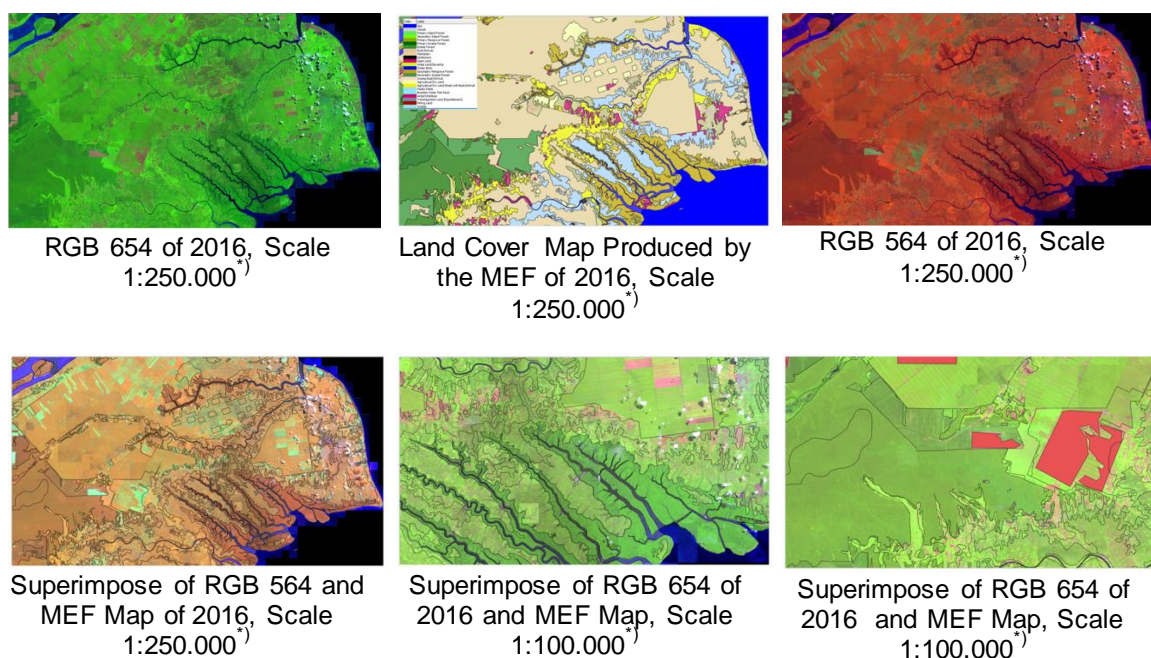 RGB 654 of 2016, Scale
1:250.000*)
Land Cover Map Produced by
the MEF of 2016, Scale
1:250.000*)
RGB 564 of 2016, Scale
1:250.000*)
Superimpose of RGB 564 and
MEF Map of 2016, Scale
1:250.000*)
Superimpose of RGB 654 of
2016 and MEF Map, Scale
1:100.000*)
Superimpose of RGB 654 of
2016 and MEF Map, Scale
1:100.000*)